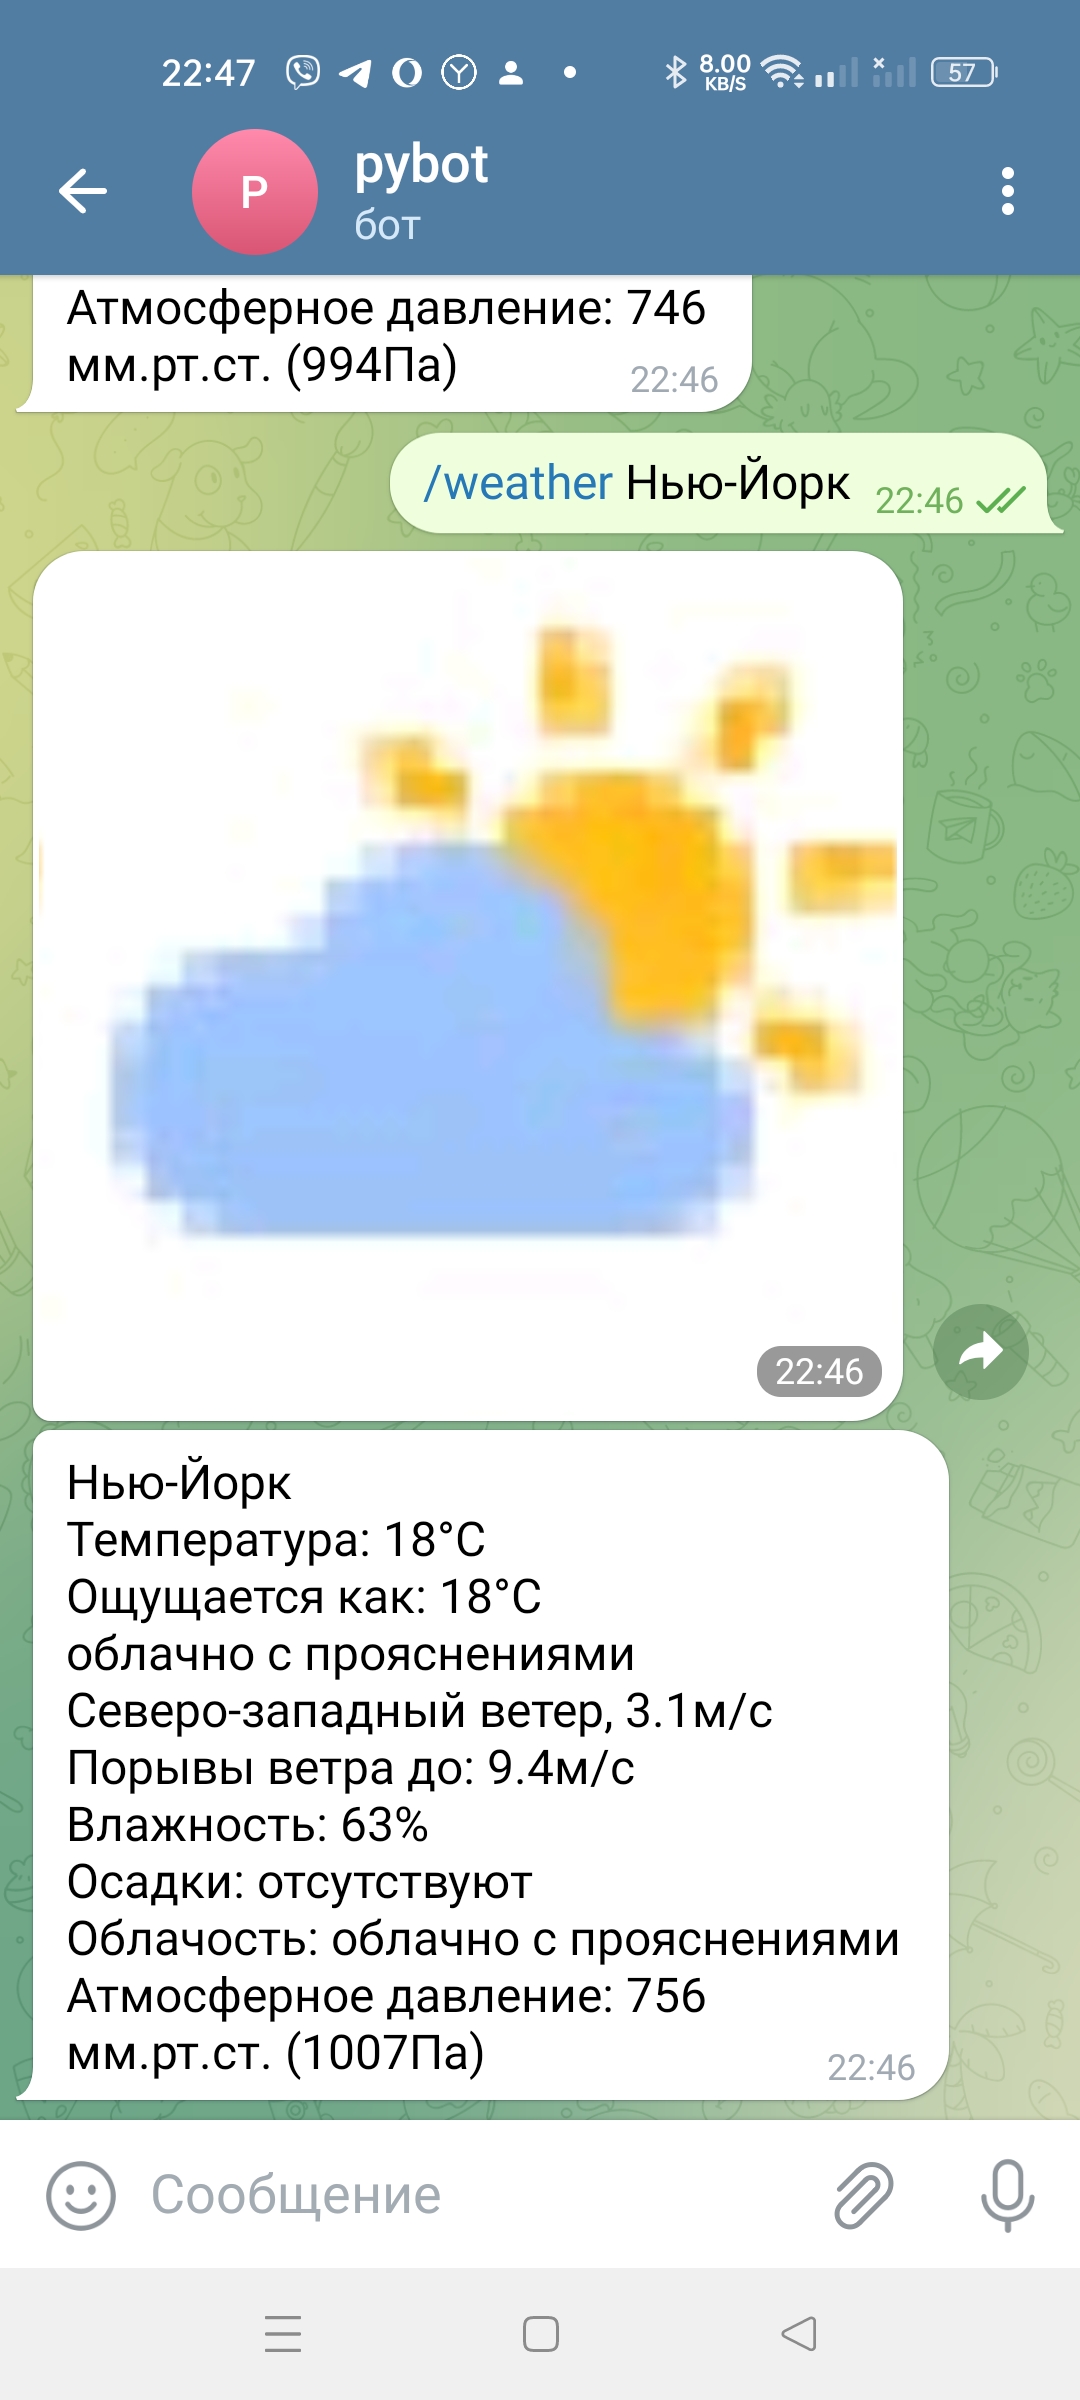 22:47
8.00
KB/S
57
P
pybot
бот
Атмосферное давление: 746
мм.рт.ст. (994Па)
22:46
/weather Нью-Йорк
22:46
22:46
Нью-Йорк
Температура: 18°C
Ощущается как: 18°C
облачно с прояснениями
Северо-западный ветер, 3.1м/с
Порывы ветра до: 9.4м/с
Влажность: 63%
Осадки: отсутствуют
Облачость: облачно с прояснениями
Атмосферное давление: 756
мм.рт.ст. (1007Па)
22:46
Сообщение